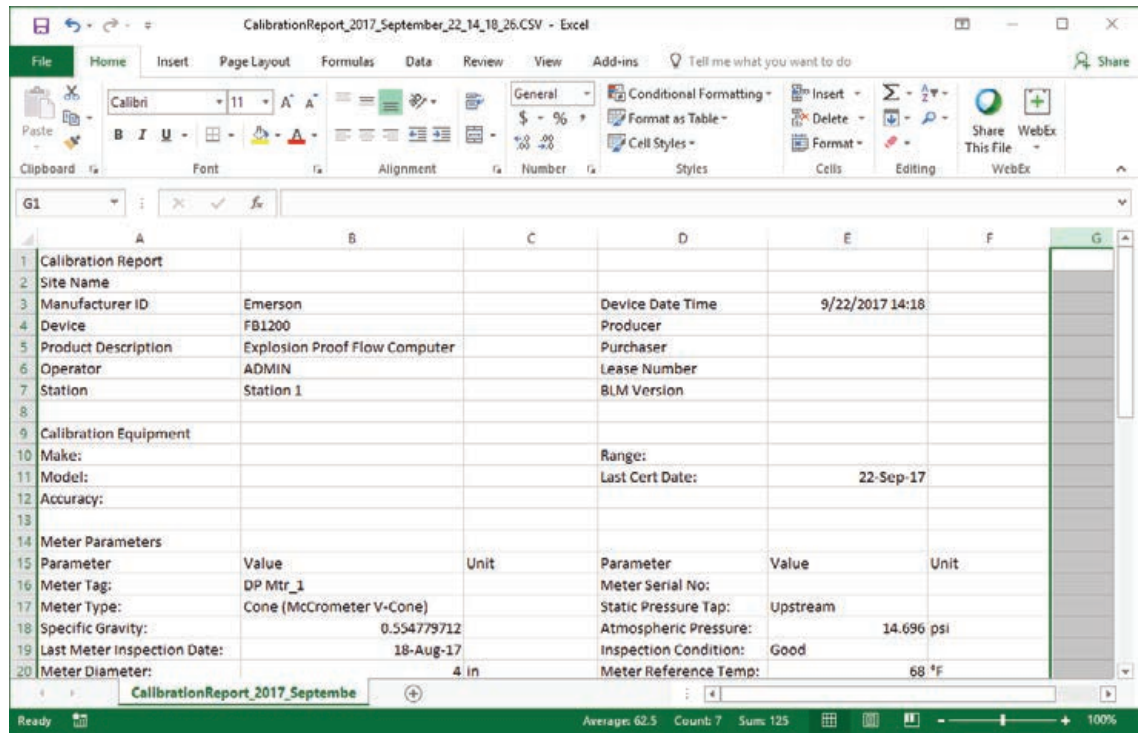 CalibrationReport_2017_September_22_14_18_26.CSV - Excel
File Home Insert Page Layout Formulas Data Review View Add-ins Tell me what you want to do Share
Paste
Calibri 11 A A
B I U A
General
$ - % ,
Conditional Formatting
Format as Table
Cell Styles
Insert
Delete
Format
Share This File
WebEx
Clipboard Font Alignment Number Styles Cells Editing WebEx
G1 fx
A B C D E F G
1 Calibration Report
2 Site Name
3 Manufacturer ID Emerson Device Date Time 9/22/2017 14:18
4 Device FB1200 Producer
5 Product Description Explosion Proof Flow Computer Purchaser
6 Operator ADMIN Lease Number
7 Station Station 1 BLM Version
8
9 Calibration Equipment
10 Make: Range:
11 Model: Last Cert Date: 22-Sep-17
12 Accuracy:
13
14 Meter Parameters
15 Parameter Value Unit Parameter Value Unit
16 Meter Tag: DP Mtr_1 Meter Serial No:
17 Meter Type: Cone (McCrometer V-Cone) Static Pressure Tap: Upstream
18 Specific Gravity: 0.554779712 Atmospheric Pressure: 14.696 psi
19 Last Meter Inspection Date: 18-Aug-17 Inspection Condition: Good
20 Meter Diameter: 4 in Meter Reference Temp: 68 °F
CalibrationReport_2017_Septembe
Ready Average: 62.5 Count: 7 Sum: 125 100%